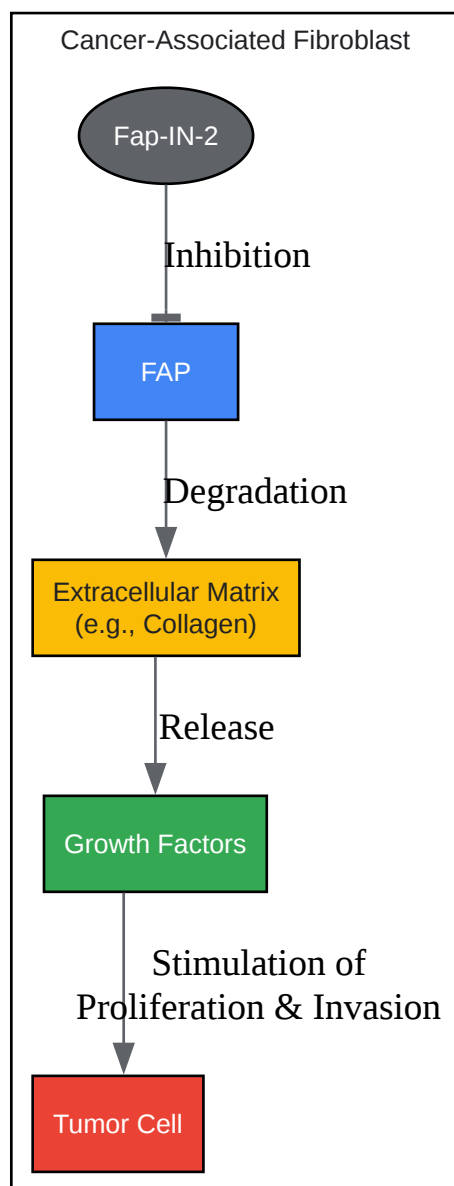 Cancer-Associated Fibroblast
Fap-IN-2
Inhibition
FAP
Degradation
Extracellular Matrix
(e.g., Collagen)
Release
Growth Factors
Stimulation of
Proliferation & Invasion
Tumor Cell